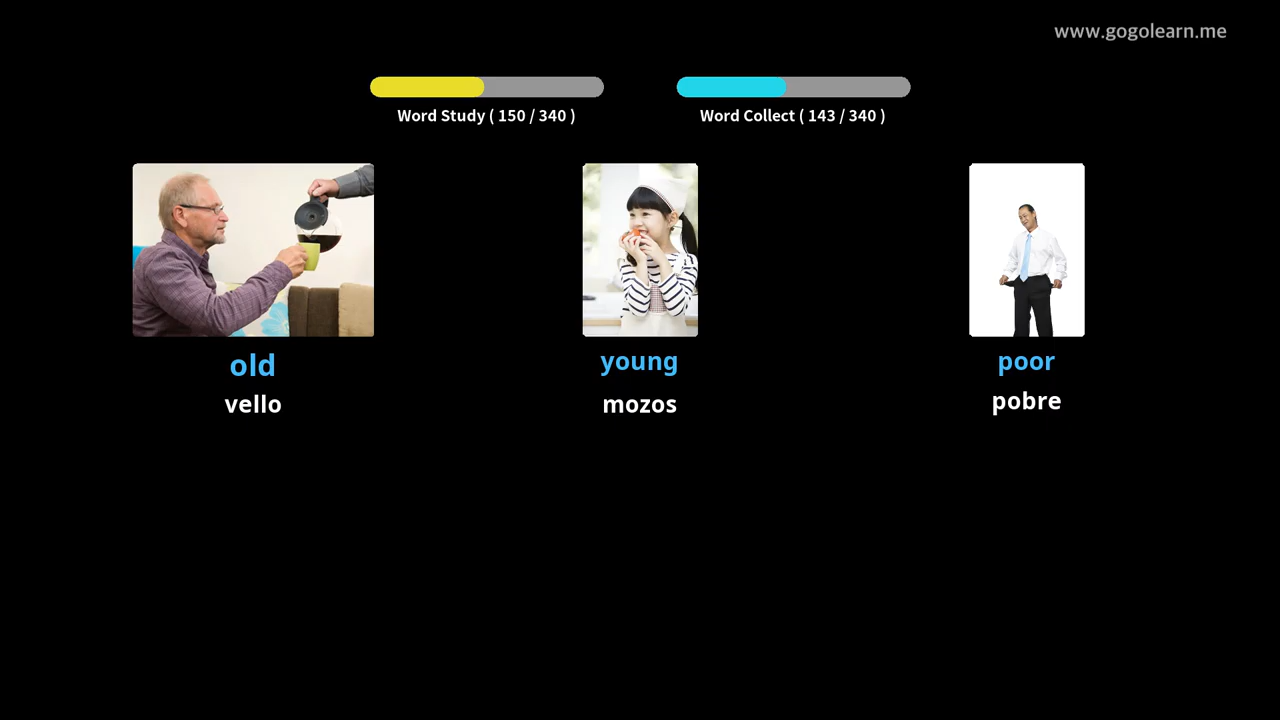 www.gogolearn.me
Word Study ( 150 / 340 )
Word Collect ( 143 / 340 )
old
young
poor
vello
mozos
pobre